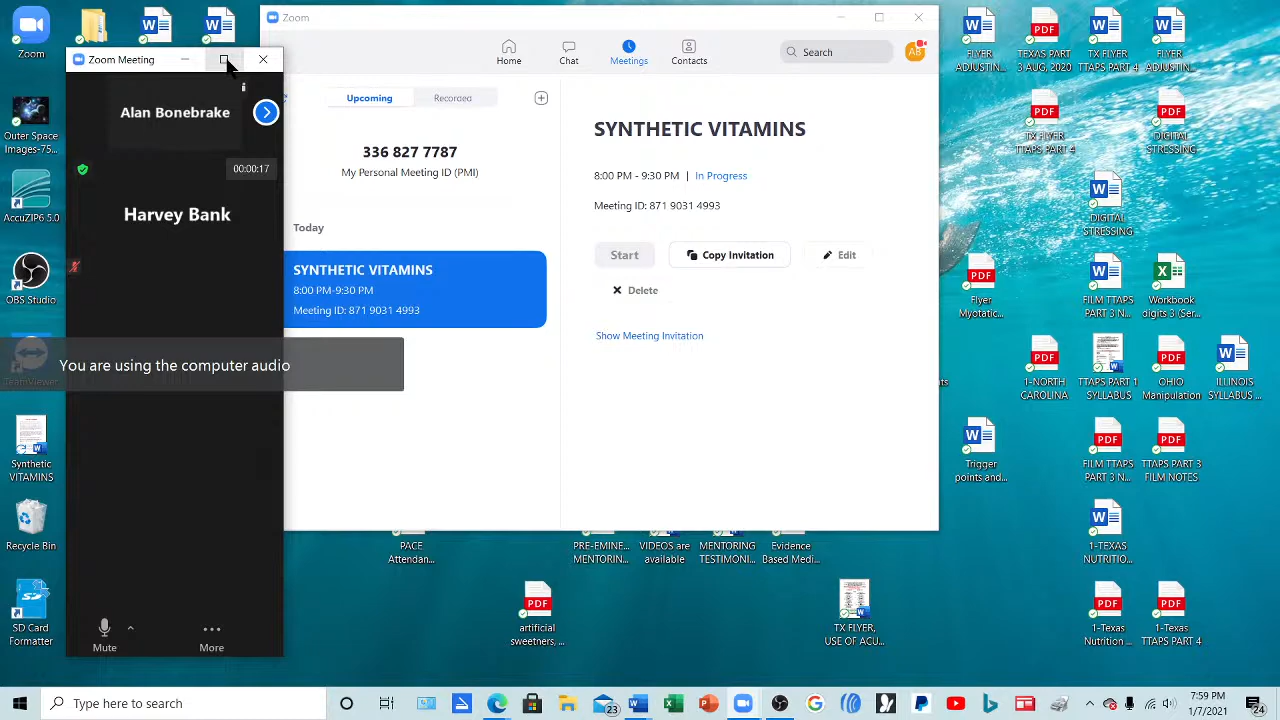 Zoom
Outer Space
Images-75...
AccuZIP6 5.0
OBS Studio
TeamViewer
Synthetic
VITAMINS
Recycle Bin
SD Card
Formatter
Zoom Meeting
Alan Bonebrake
00:00:17
Harvey Bank
You are using the computer audio
Mute
More
Zoom
Home
Chat
Meetings
Contacts
Search
AB
Upcoming
Recorded
336 827 7787
My Personal Meeting ID (PMI)
Today
SYNTHETIC VITAMINS
8:00 PM-9:30 PM
Meeting ID: 871 9031 4993
SYNTHETIC VITAMINS
8:00 PM - 9:30 PM | In Progress
Meeting ID: 871 9031 4993
Start
Copy Invitation
Edit
Delete
Show Meeting Invitation
FLYER
ADJUSTIN...
TEXAS PART
3 AUG, 2020
TX FLYER
TTAPS PART 4
FLYER
ADJUSTIN...
TX FLYER
TTAPS PART 4
DIGITAL
STRESSING
DIGITAL
STRESSING
Flyer
Myotatic...
FILM TTAPS
PART 3 N...
Workbook
digits 3 (Ser...
1-NORTH
CAROLINA
TTAPS PART 1
SYLLABUS
OHIO
Manipulation
ILLINOIS
SYLLABUS ...
Trigger
points and...
FILM TTAPS
PART 3 N...
TTAPS PART 3
FILM NOTES
PACE
Attendan...
PRE-EMINE...
MENTORIN...
VIDEOS are
available
MENTORING
TESTIMONI...
Evidence
Based Medi...
1-TEXAS
NUTRITIO...
artificial
sweetners, ...
TX FLYER,
USE OF ACU...
1-Texas
Nutrition ...
1-Texas
TTAPS PART 4
Type here to search
23
7:59 PM
1/7/2021
24